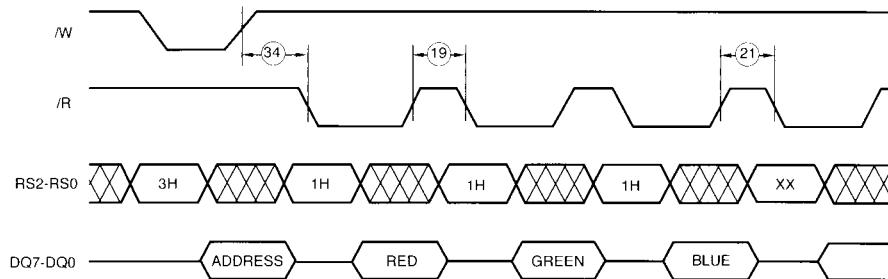 /W
34 19 21
/R
RS2-RS0 3H 1H 1H 1H XX
DQ7-DQ0 ADDRESS RED GREEN BLUE